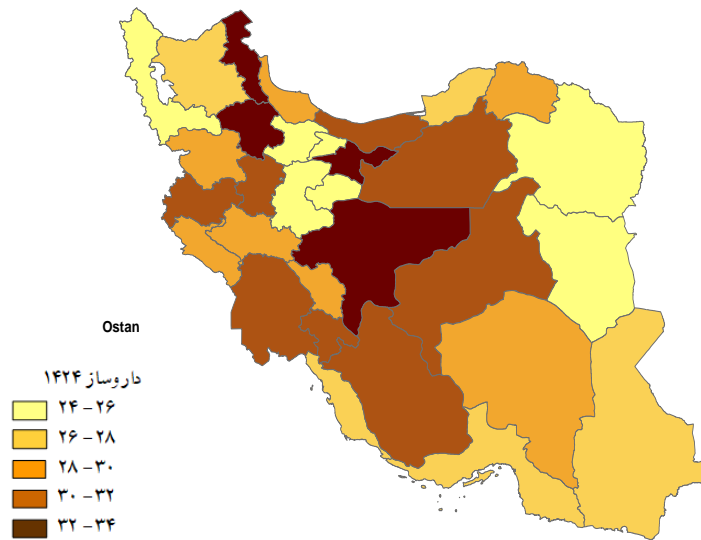 Ostan
داروساز ۱۴۲۴
۲۴ – ۲۶
۲۶ – ۲۸
۲۸ – ۳۰
۳۰ – ۳۲
۳۲ – ۳۴